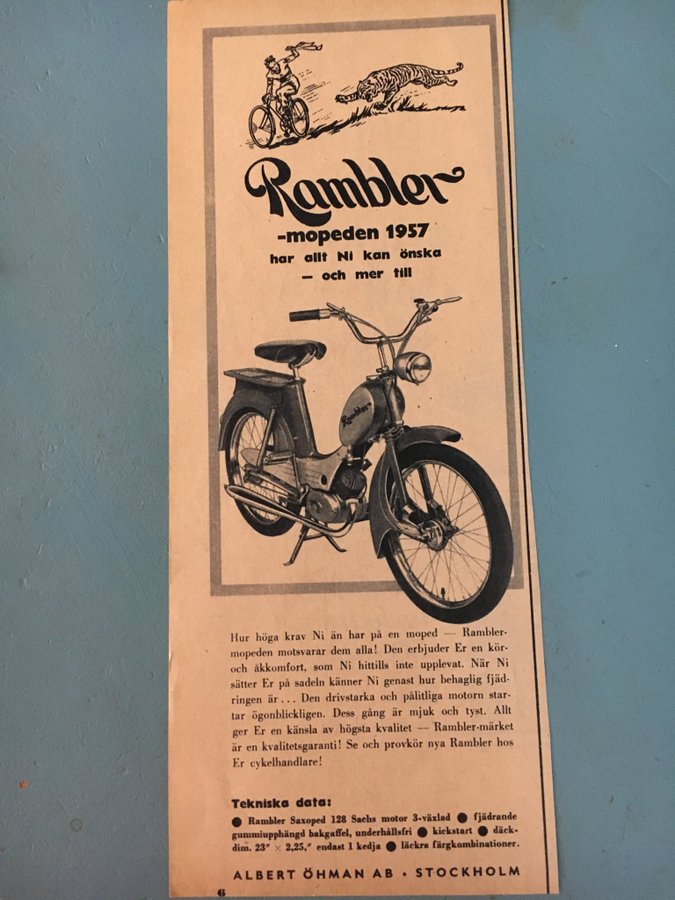 Rambler
-mopeden 1957
har allt Ni kan önska
— och mer till
Rambler
Hur höga krav Ni än har på en moped — Rambler-
mopeden motsvarar dem alla! Den erbjuder Er en kör-
och åkkomfort, som Ni hittills inte upplevat. När Ni
sätter Er på sadeln känner Ni genast hur behaglig fjäd-
ringen är... Den drivstarka och pålitliga motorn star-
tar ögonblickligen. Dess gång är mjuk och tyst. Allt
ger Er en känsla av högsta kvalitet — Rambler-märket
är en kvalitetsgaranti! Se och provkör nya Rambler hos
Er cykelhandlare!
Tekniska data:
● Rambler Saxoped 128 Sachs motor 3-växlad ● fjädrande
gummiupphängd bakgaffel, underhållsfri ● kickstart ● däck-
dim. 23" × 2,25," endast 1 kedja ● läckra färgkombinationer.
ALBERT ÖHMAN AB • STOCKHOLM
6